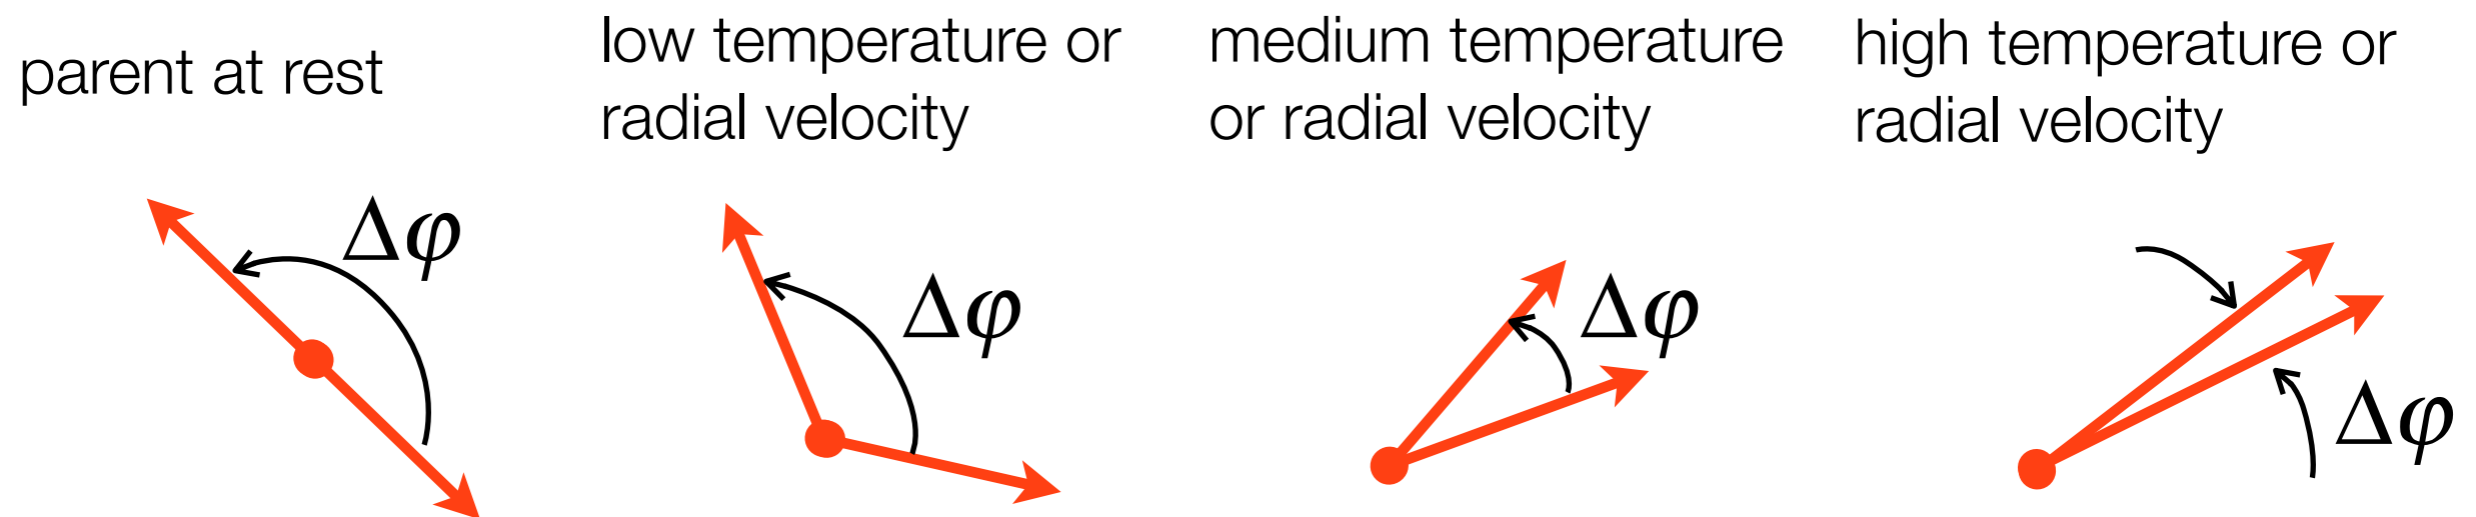 parent at rest
low temperature or
radial velocity
medium temperature
or radial velocity
high temperature or
radial velocity
Δφ
Δφ
Δφ
Δφ